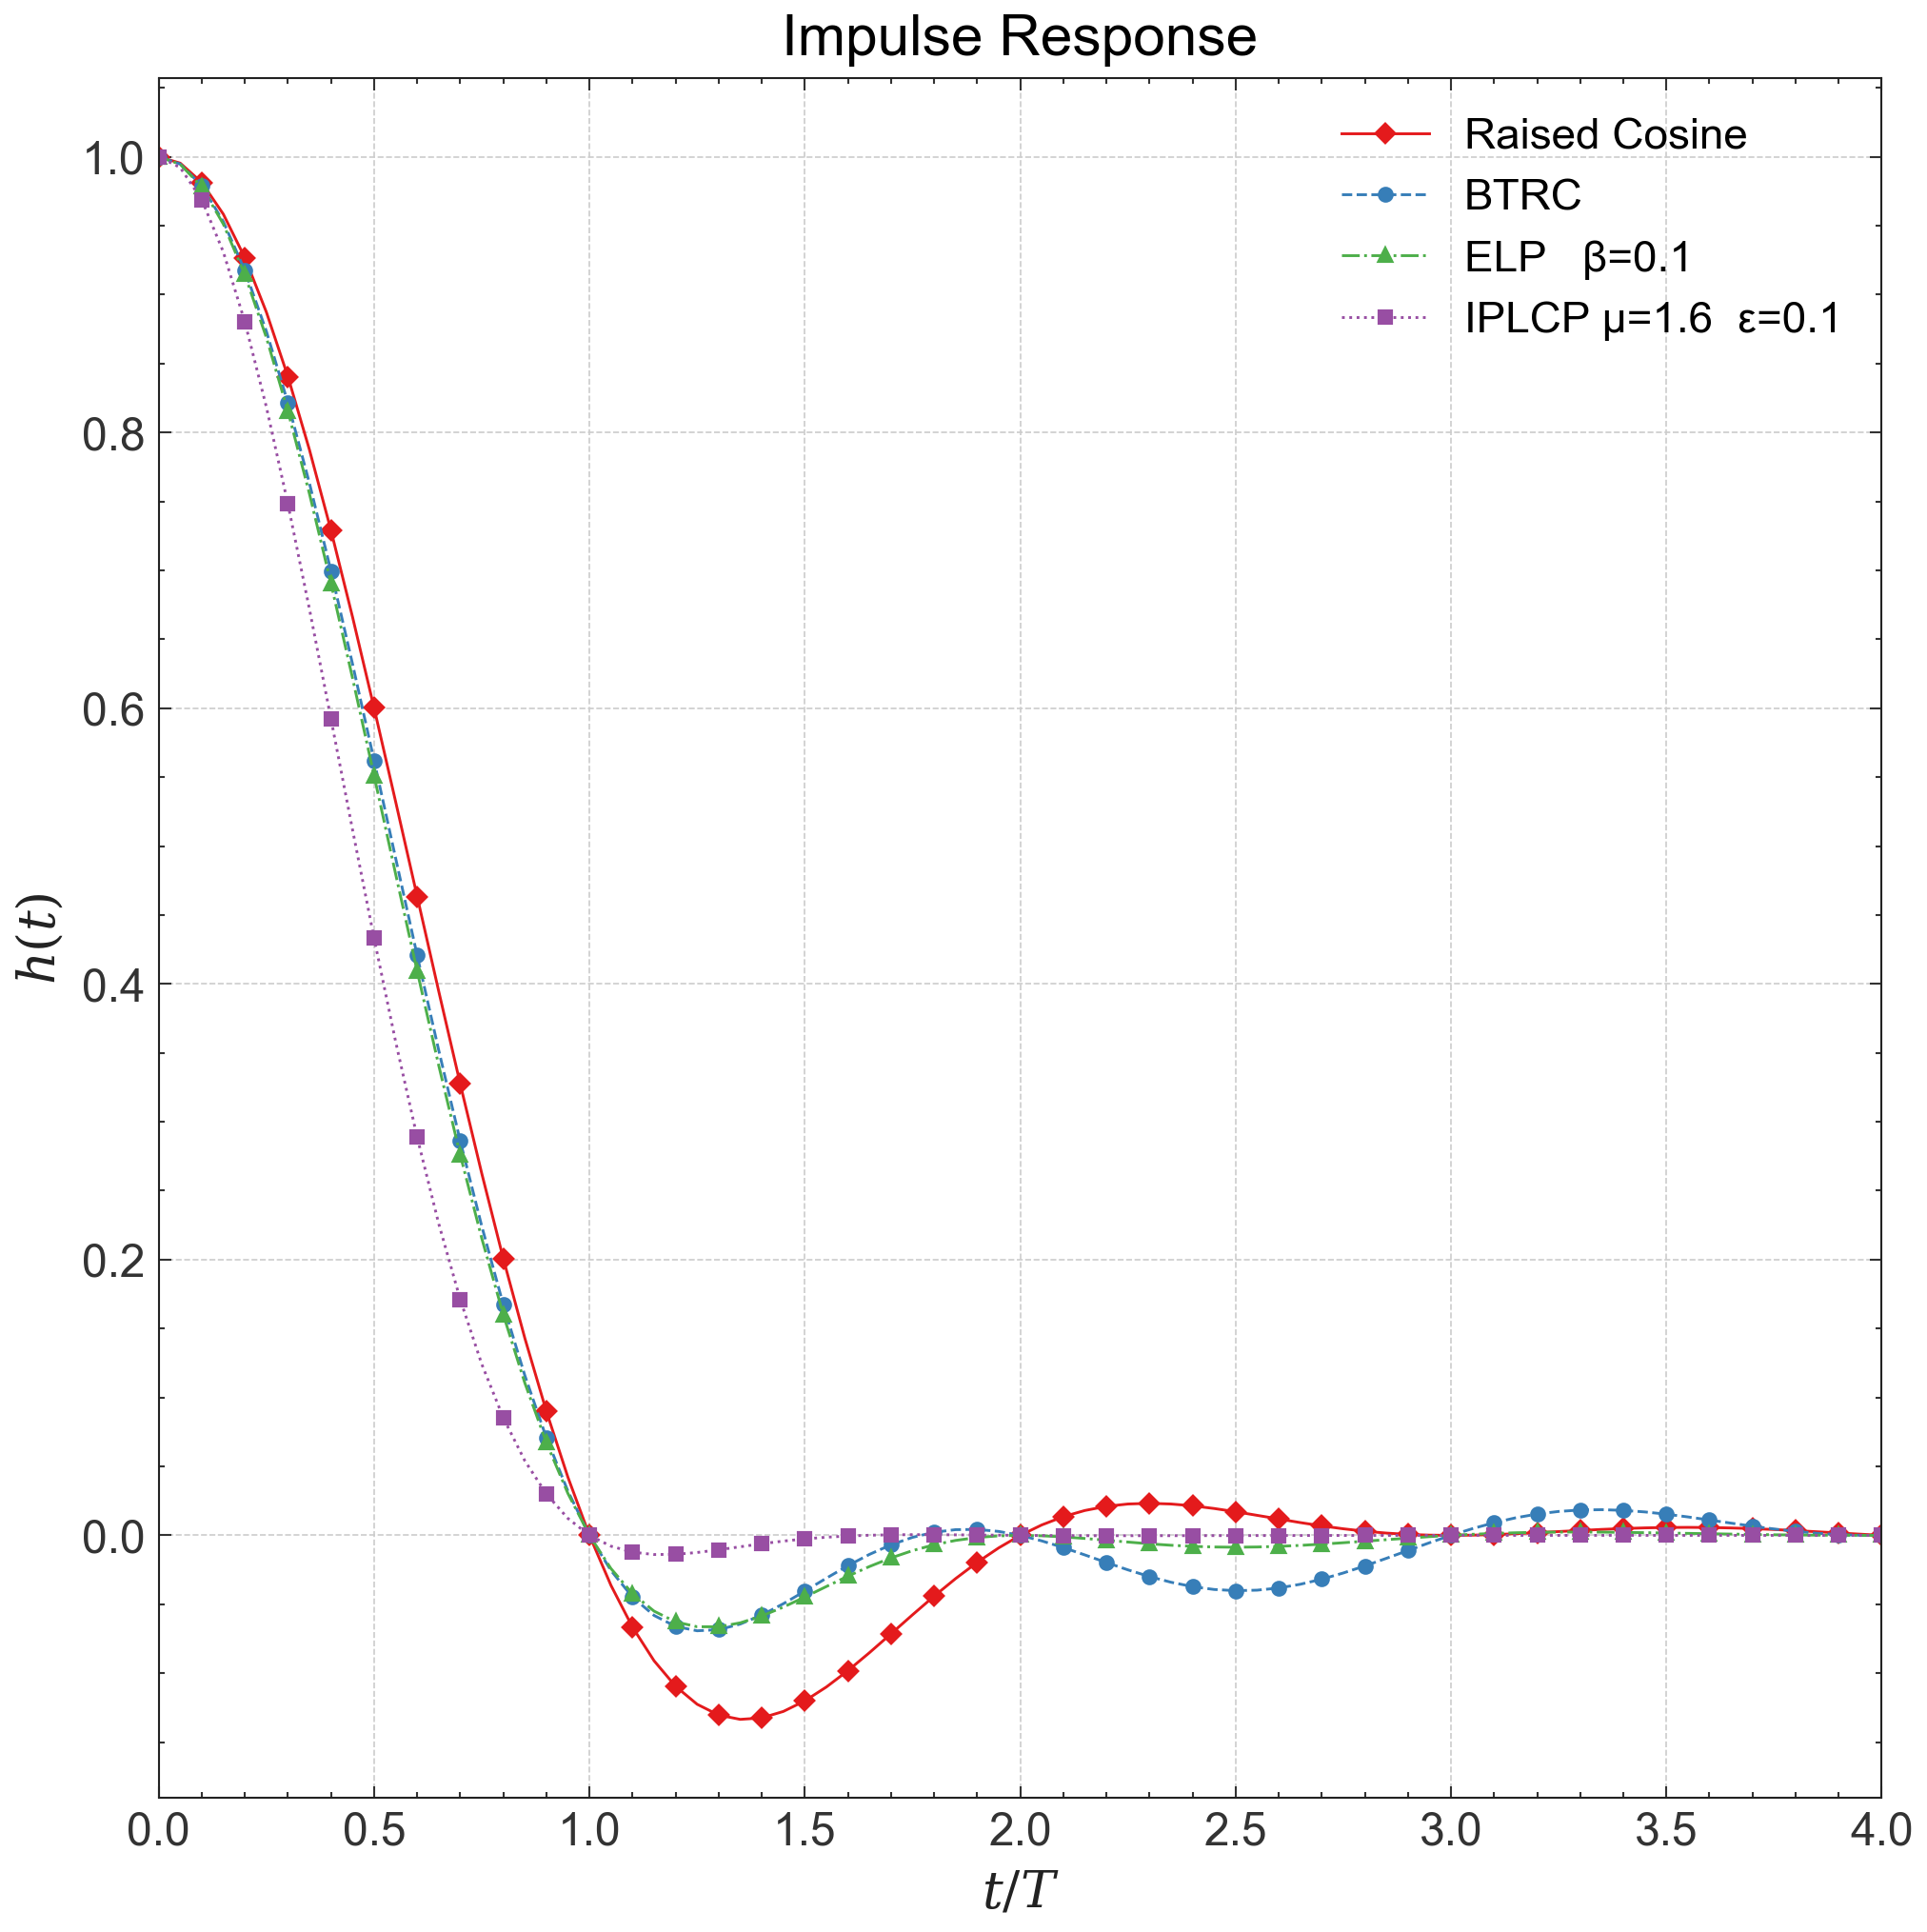 Impulse Response
Raised Cosine
BTRC
ELP β=0.1
IPLCP μ=1.6 ε=0.1
1.0
0.8
0.6
0.4
0.2
0.0
h(t)
0.0 0.5 1.0 1.5 2.0 2.5 3.0 3.5 4.0
t/T